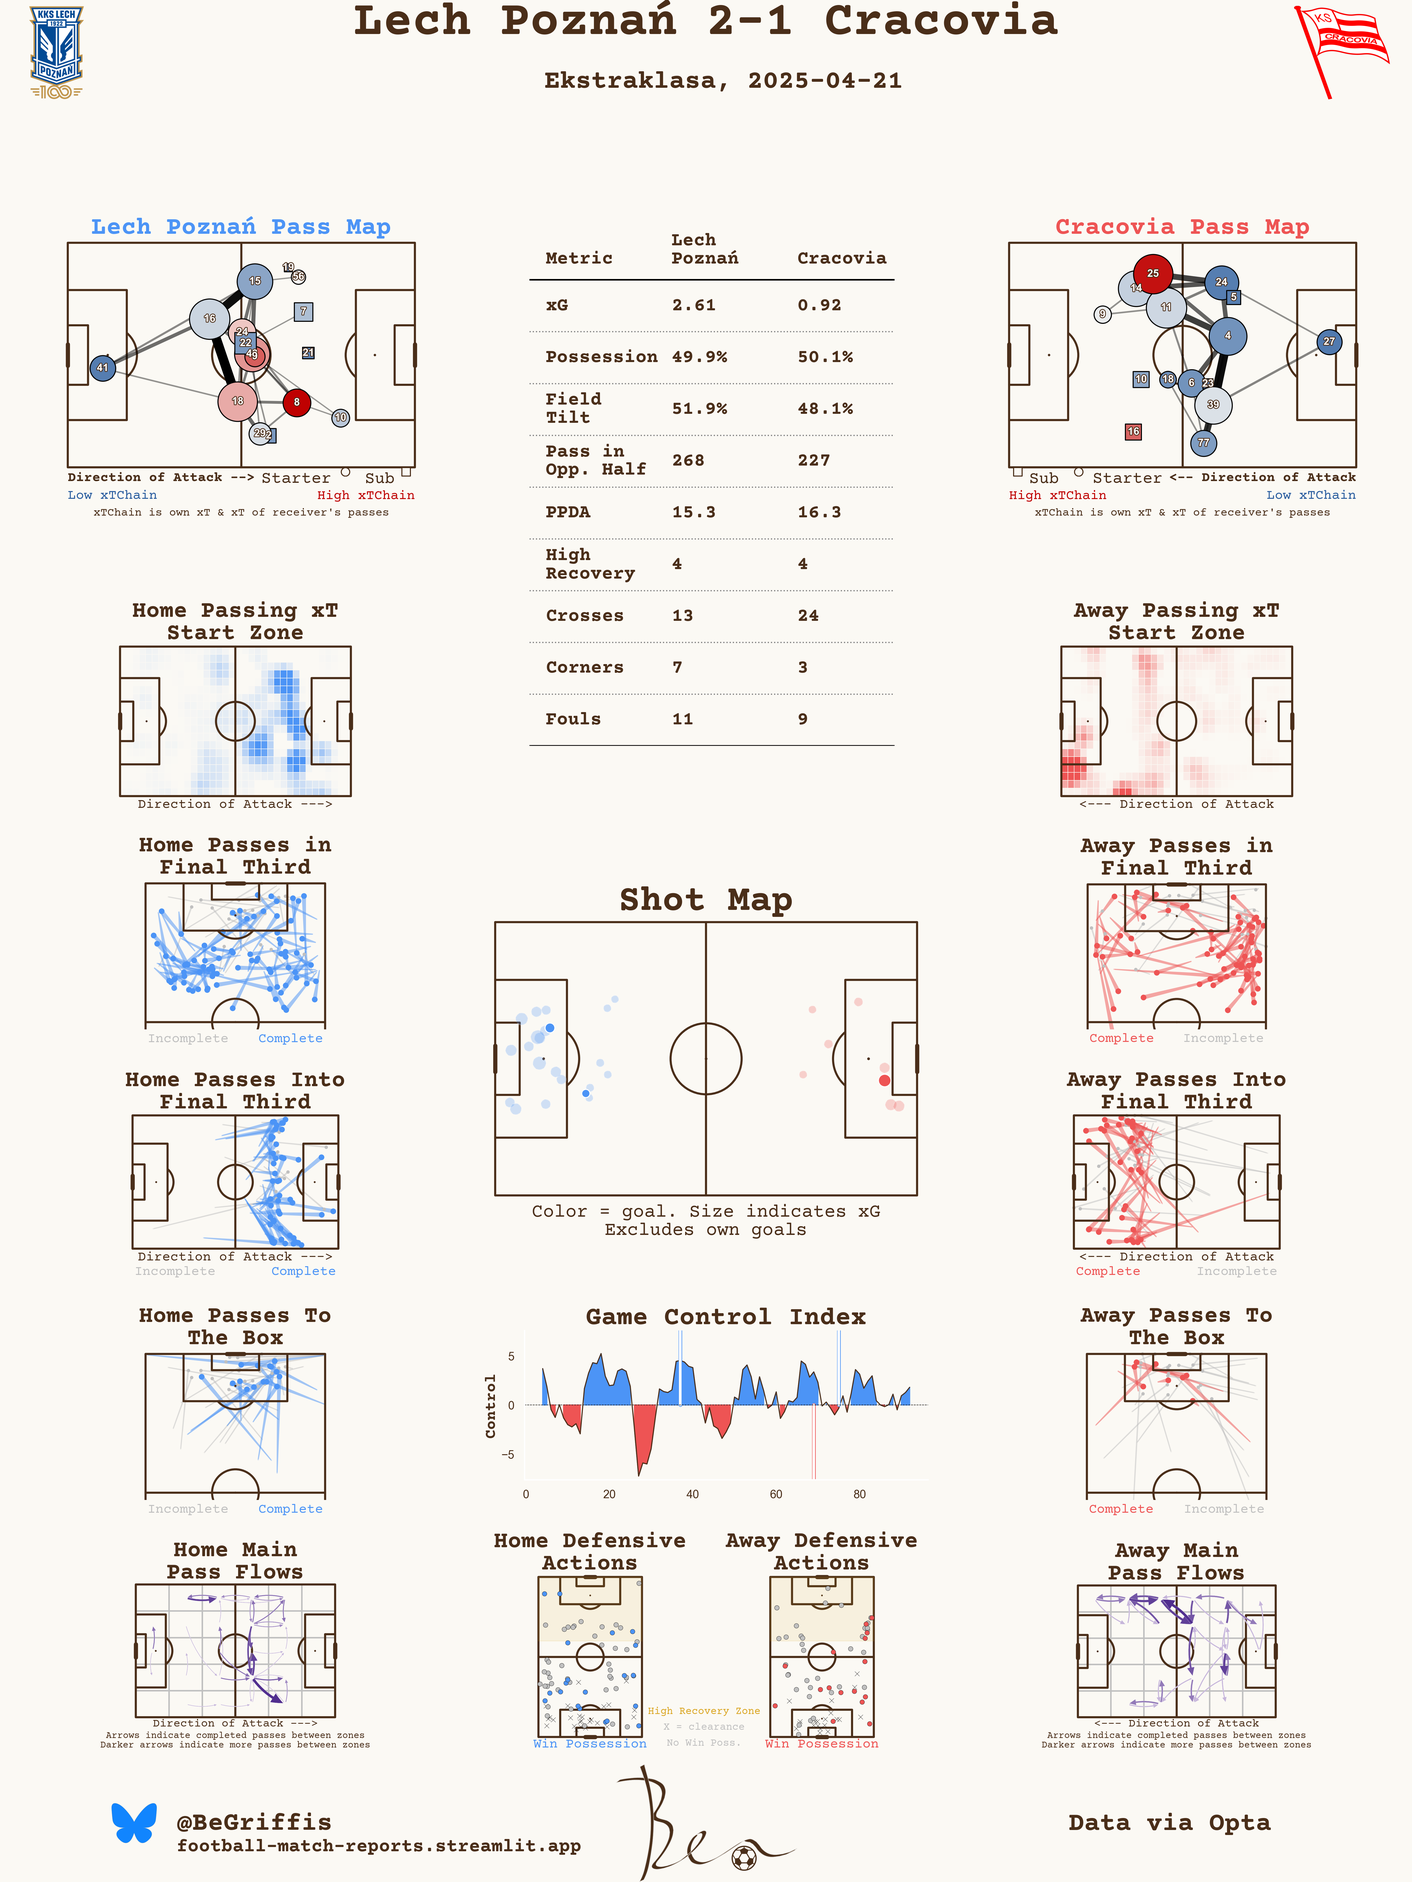 Lech Poznań 2-1 Cracovia
KKS LECH
1922
POZNAŃ
100
KS
CRACOVIA
Ekstraklasa, 2025-04-21
Lech Poznań Pass Map
41
16
15
19
56
7
24
22
4
9
21
18
8
10
29
2
Direction of Attack --> Starter Sub
Low xTChain High xTChain
xTChain is own xT & xT of receiver's passes
Metric Lech Poznań Cracovia
xG 2.61 0.92
Possession 49.9% 50.1%
Field Tilt 51.9% 48.1%
Pass in Opp. Half 268 227
PPDA 15.3 16.3
High Recovery 4 4
Crosses 13 24
Corners 7 3
Fouls 11 9
Cracovia Pass Map
25
14
11
9
24
5
4
27
10
18
6
23
39
16
77
Sub Starter <-- Direction of Attack
High xTChain Low xTChain
xTChain is own xT & xT of receiver's passes
Home Passing xT
Start Zone
Direction of Attack --->
Away Passing xT
Start Zone
<--- Direction of Attack
Home Passes in
Final Third
Incomplete Complete
Away Passes in
Final Third
Complete Incomplete
Shot Map
Color = goal. Size indicates xG
Excludes own goals
Home Passes Into
Final Third
Direction of Attack --->
Incomplete Complete
Away Passes Into
Final Third
<--- Direction of Attack
Complete Incomplete
Home Passes To
The Box
Incomplete Complete
Game Control Index
Control
5
0
−5
0 20 40 60 80
Away Passes To
The Box
Complete Incomplete
Home Main
Pass Flows
Direction of Attack --->
Arrows indicate completed passes between zones
Darker arrows indicate more passes between zones
Home Defensive
Actions
Win Possession
High Recovery Zone
X = clearance
No Win Poss.
Away Defensive
Actions
Win Possession
Away Main
Pass Flows
<--- Direction of Attack
Arrows indicate completed passes between zones
Darker arrows indicate more passes between zones
@BeGriffis
football-match-reports.streamlit.app
Ben
Data via Opta